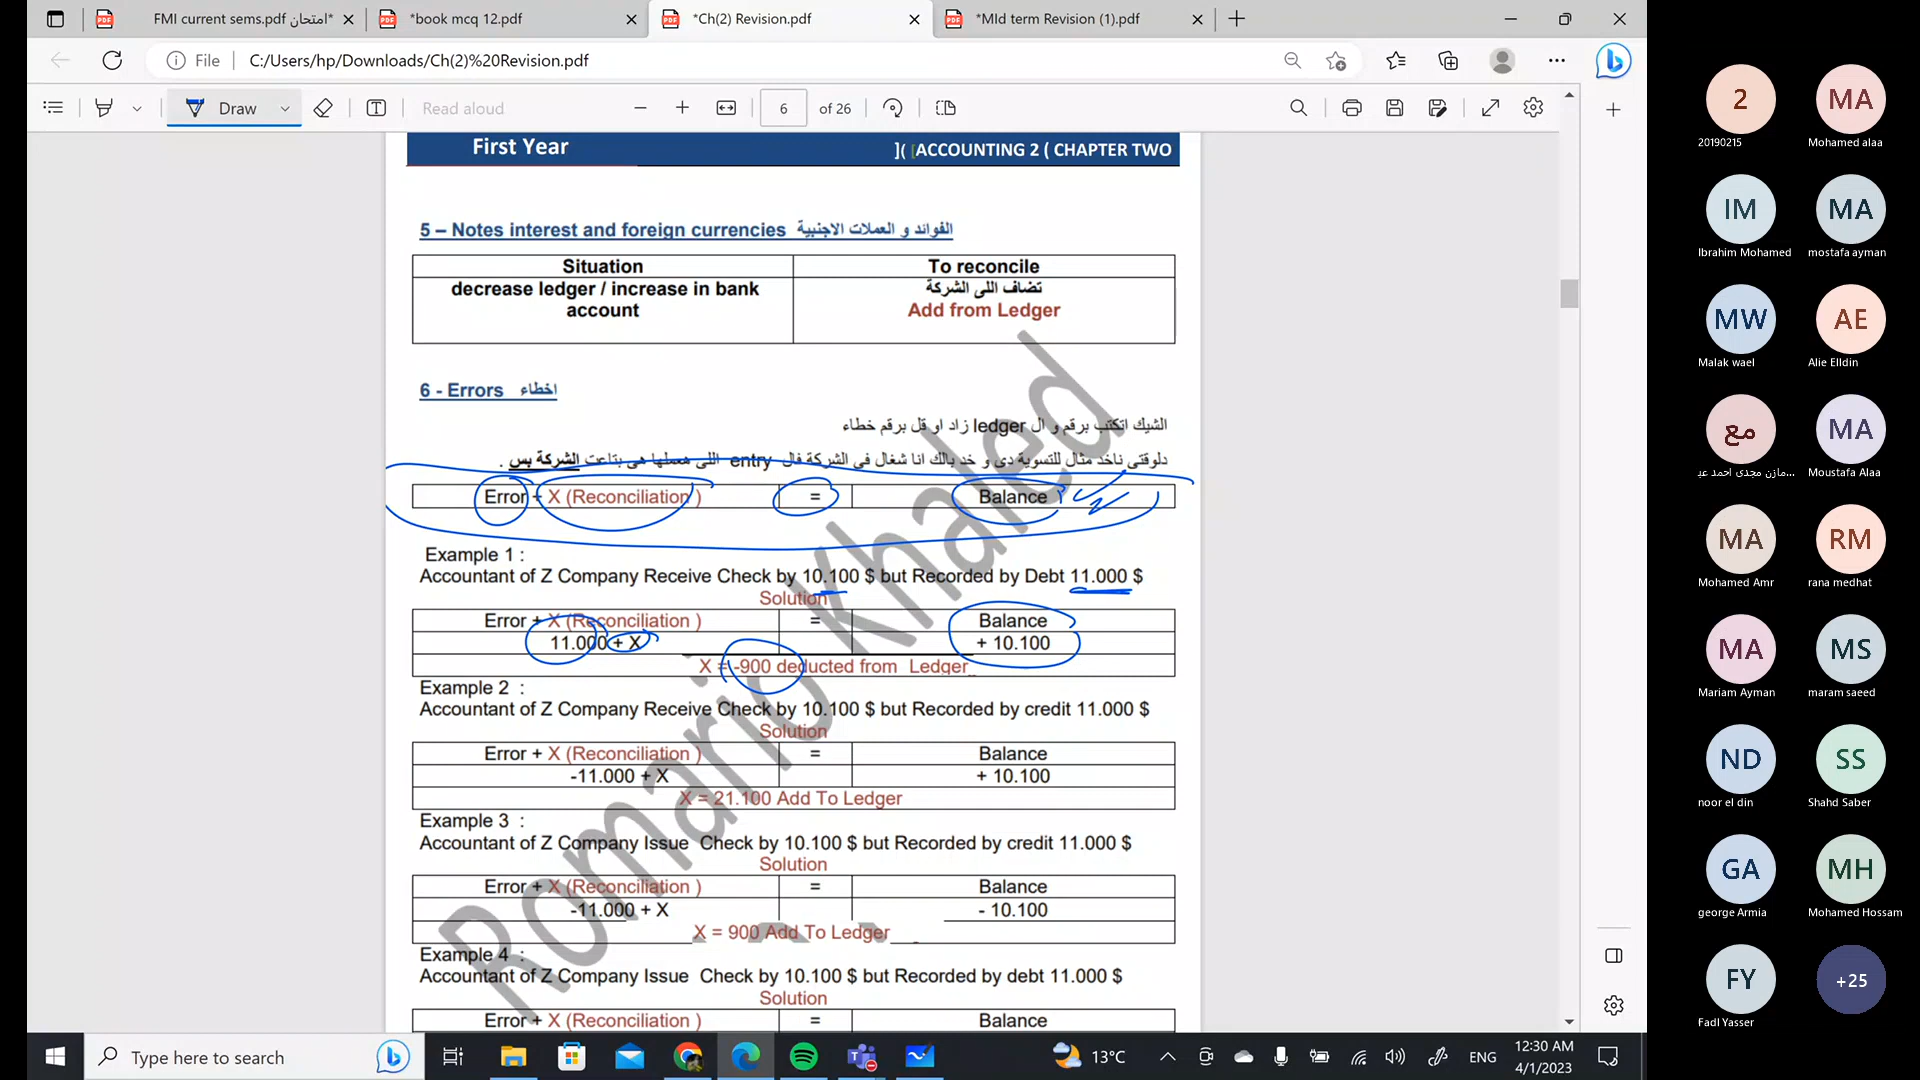 FMI current sems.pdf امتحان*
*book mcq 12.pdf
*Ch(2) Revision.pdf
*MId term Revision (1).pdf
File
C:/Users/hp/Downloads/Ch(2)%20Revision.pdf
Draw
Read aloud
6
of 26
First Year
]( [ACCOUNTING 2 ( CHAPTER TWO
5 – Notes interest and foreign currencies الفوائد و العملات الاجنبية
Situation
To reconcile
decrease ledger / increase in bank account
تضاف اللى الشركة
Add from Ledger
6 - Errors اخطاء
الشيك اتكتب برقم و ال ledger زاد او قل برقم خطاء
دلوقتى ناخد مثال للتسوية دى و خد بالك انا شغال فى الشركة فال entry اللى هعملها هى بتاعت الشركة بس .
Error + X (Reconciliation )
=
Balance
Example 1 :
Accountant of Z Company Receive Check by 10.100 $ but Recorded by Debt 11.000 $
Solution
Error + X (Reconciliation )
=
Balance
11.000 + X
+ 10.100
X = -900 deducted from Ledger
Example 2 :
Accountant of Z Company Receive Check by 10.100 $ but Recorded by credit 11.000 $
Solution
Error + X (Reconciliation )
=
Balance
-11.000 + X
+ 10.100
X = 21.100 Add To Ledger
Example 3 :
Accountant of Z Company Issue Check by 10.100 $ but Recorded by credit 11.000 $
Solution
Error + X (Reconciliation )
=
Balance
-11.000 + X
- 10.100
X = 900 Add To Ledger
Example 4 :
Accountant of Z Company Issue Check by 10.100 $ but Recorded by debt 11.000 $
Solution
Error + X (Reconciliation )
=
Balance
Romario Khaled
2
20190215
MA
Mohamed alaa
IM
Ibrahim Mohamed
MA
mostafa ayman
MW
Malak wael
AE
Alie Elldin
مع
مازن مجدى احمد عبـ...
MA
Moustafa Alaa
MA
Mohamed Amr
RM
rana medhat
MA
Mariam Ayman
MS
maram saeed
ND
noor el din
SS
Shahd Saber
GA
george Armia
MH
Mohamed Hossam
FY
Fadl Yasser
+25
Type here to search
13°C
ENG
12:30 AM
4/1/2023